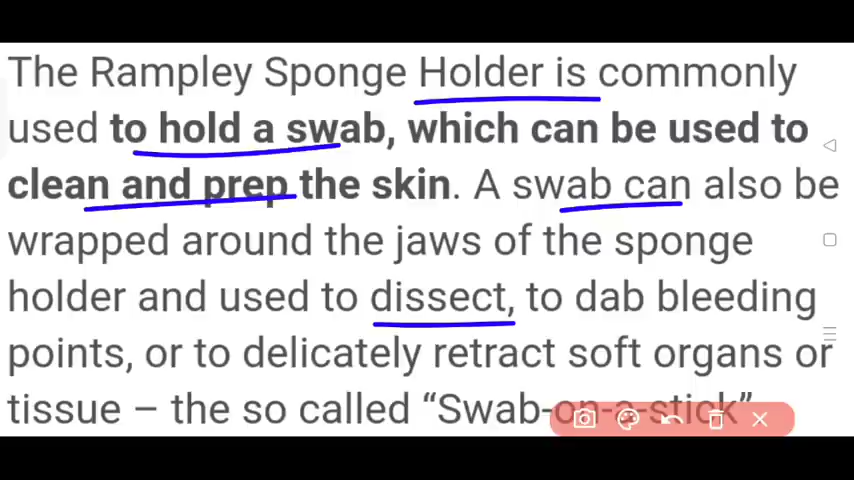 The Rampley Sponge Holder is commonly
used to hold a swab, which can be used to
clean and prep the skin. A swab can also be
wrapped around the jaws of the sponge
holder and used to dissect, to dab bleeding
points, or to delicately retract soft organs or
tissue – the so called “Swab-on-a-stick”